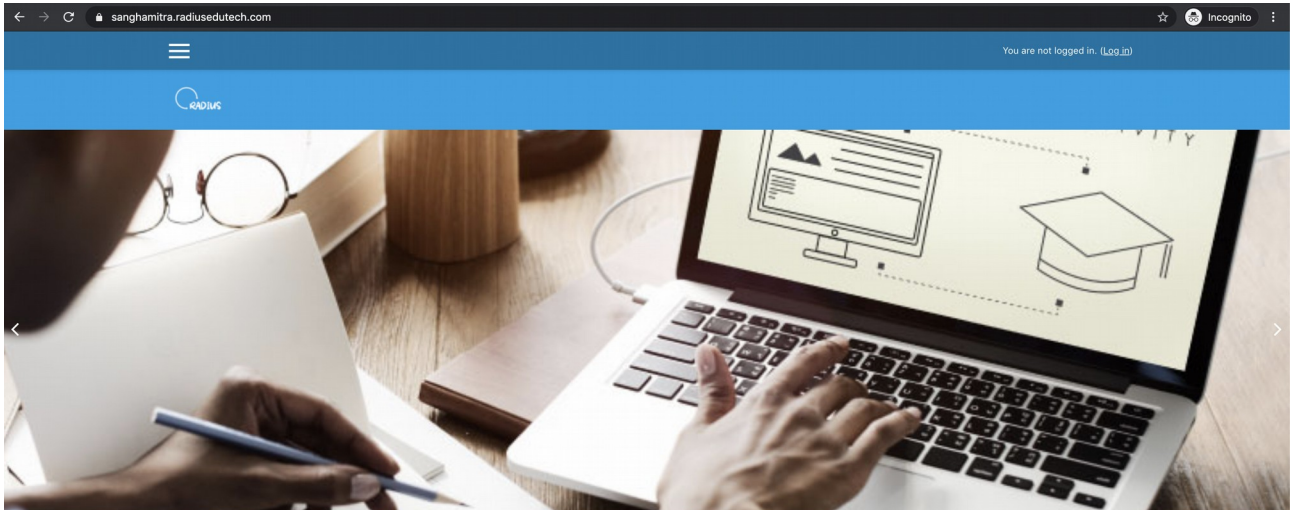 sanghamitra.radiusedutech.com
Incognito
You are not logged in. (Log in)
RADIUS